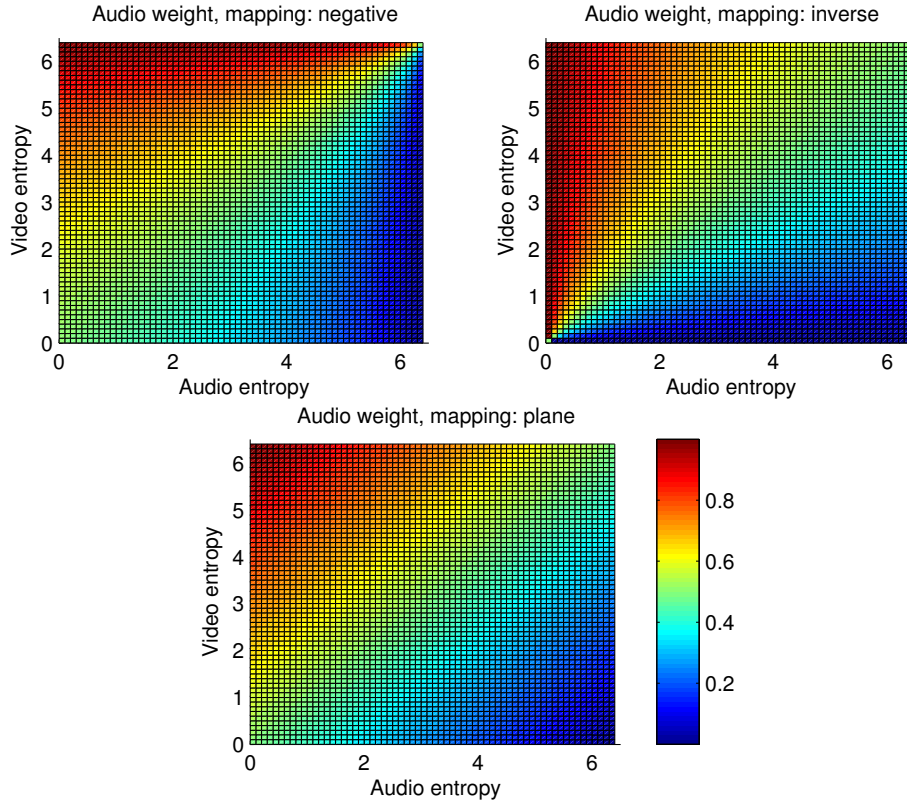 Audio weight, mapping: negative
6
5
4
3
2
1
0
Video entropy
0 2 4 6
Audio entropy
Audio weight, mapping: inverse
6
5
4
3
2
1
0
Video entropy
0 2 4 6
Audio entropy
Audio weight, mapping: plane
6
5
4
3
2
1
0
Video entropy
0 2 4 6
Audio entropy
0.8
0.6
0.4
0.2